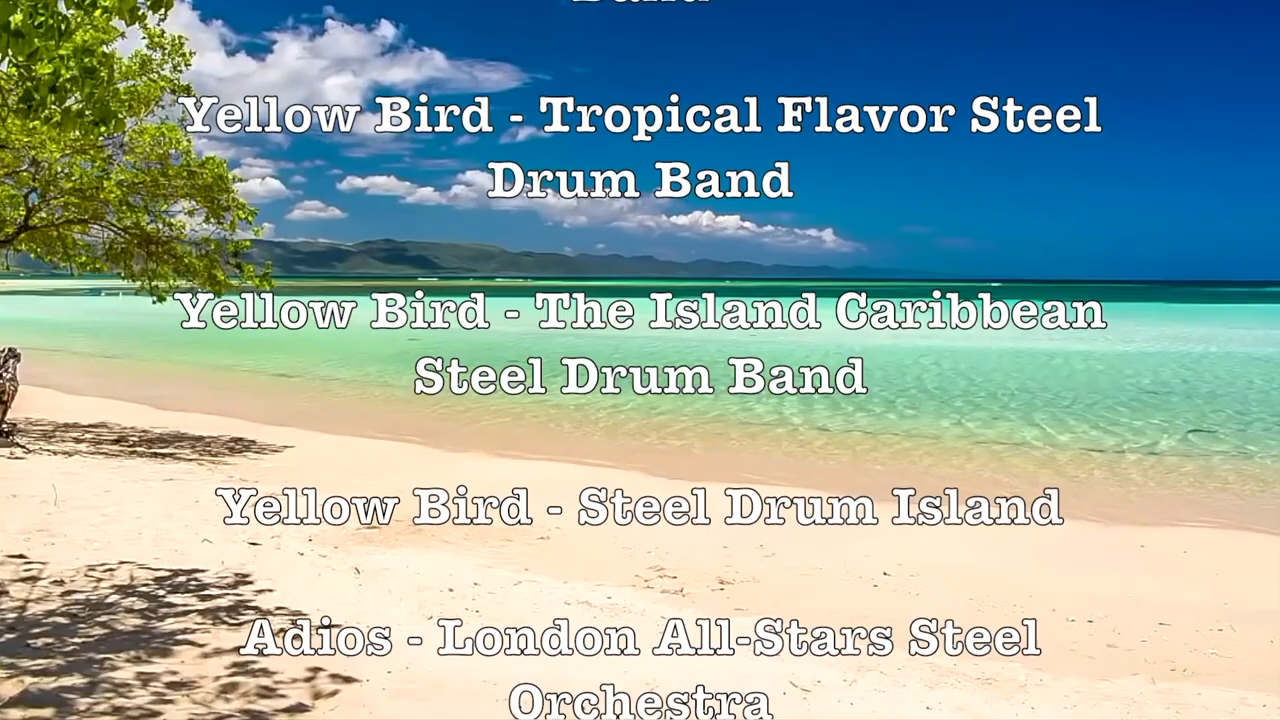 Yellow Bird - Tropical Flavor Steel
Drum Band
Yellow Bird - The Island Caribbean
Steel Drum Band
Yellow Bird - Steel Drum Island
Adios - London All-Stars Steel
Orchestra